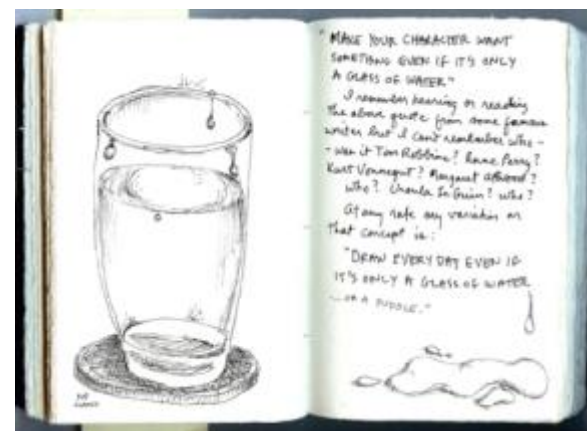 "MAKE YOUR CHARACTER WANT
SOMETHING EVEN IF IT'S ONLY
A GLASS OF WATER"
I remember hearing or reading
the above quote from some famous
writer but I can't remember who -
- was it Tom Robbins? Anne Perry?
Kurt Vonnegut? Margaret Atwood?
who? Ursula Le Guin? who?
At any rate my variation on
that concept is:
"DRAW EVERY DAY EVEN IF
IT'S ONLY A GLASS OF WATER
...OR A PUDDLE."